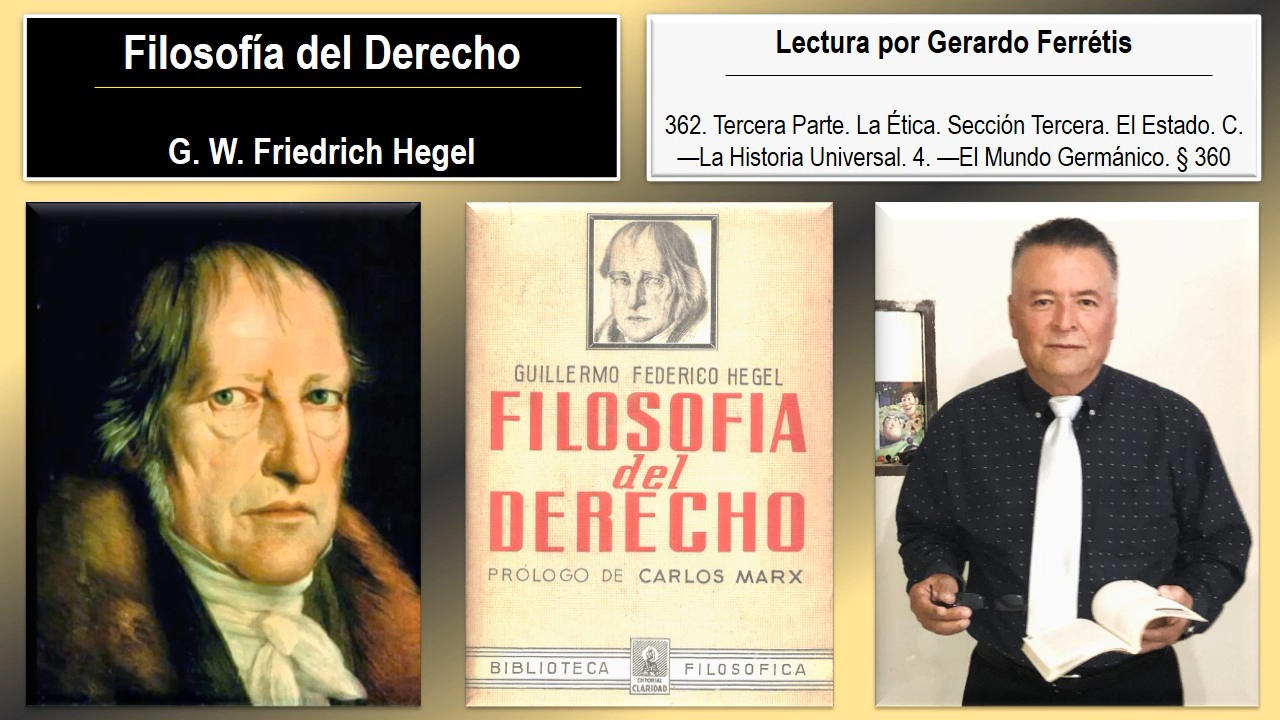 Filosofía del Derecho
G. W. Friedrich Hegel
Lectura por Gerardo Ferrétis
362. Tercera Parte. La Ética. Sección Tercera. El Estado. C.
—La Historia Universal. 4. —El Mundo Germánico. § 360
GUILLERMO FEDERICO HEGEL
FILOSOFIA
del
DERECHO
PRÓLOGO DE CARLOS MARX
BIBLIOTECA FILOSOFICA
EDITORIAL
CLARIDAD